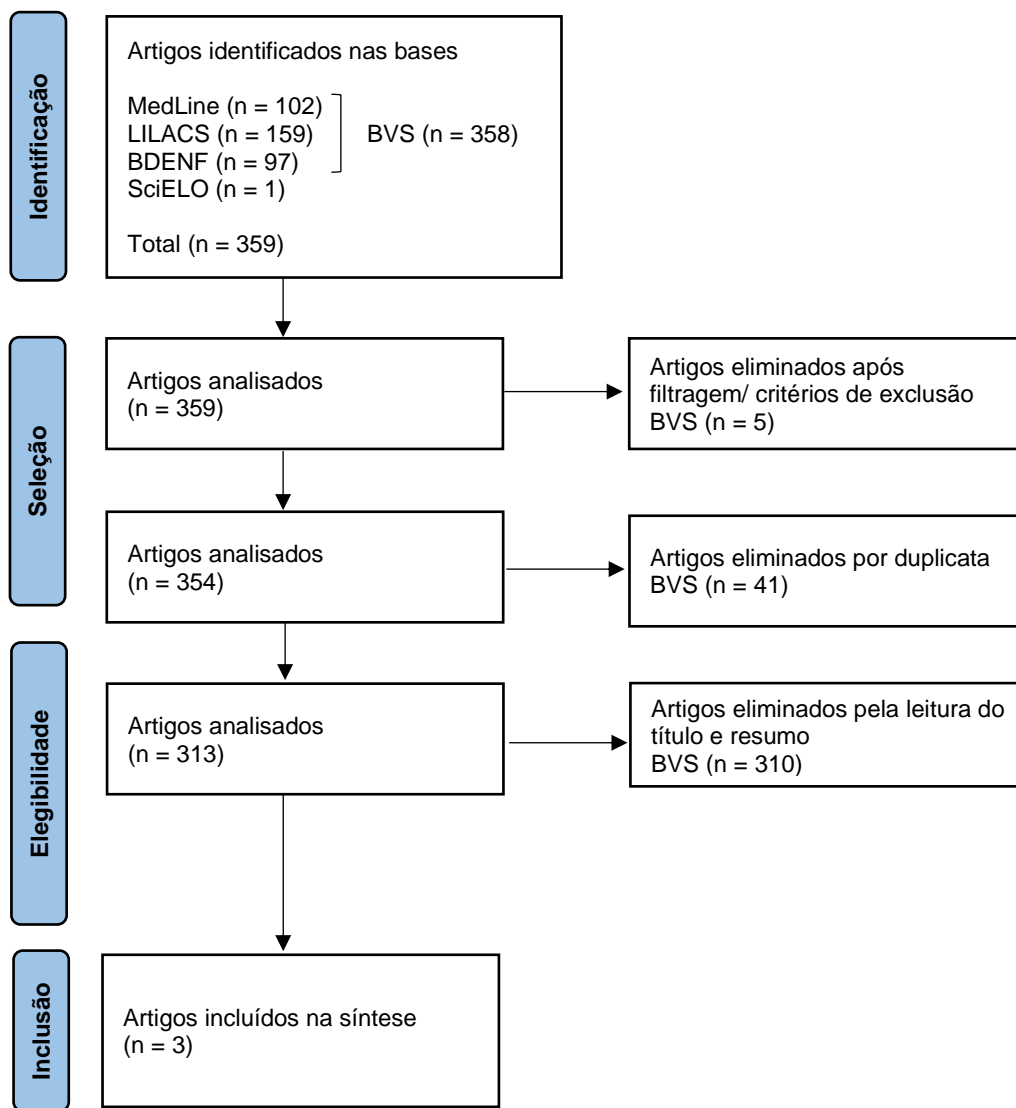 Identificação
Artigos identificados nas bases
MedLine (n = 102)
LILACS (n = 159) BVS (n = 358)
BDENF (n = 97)
SciELO (n = 1)
Total (n = 359)
Seleção
Artigos analisados
(n = 359)
Artigos eliminados após
filtragem/ critérios de exclusão
BVS (n = 5)
Artigos analisados
(n = 354)
Artigos eliminados por duplicata
BVS (n = 41)
Elegibilidade
Artigos analisados
(n = 313)
Artigos eliminados pela leitura do
título e resumo
BVS (n = 310)
Inclusão
Artigos incluídos na síntese
(n = 3)